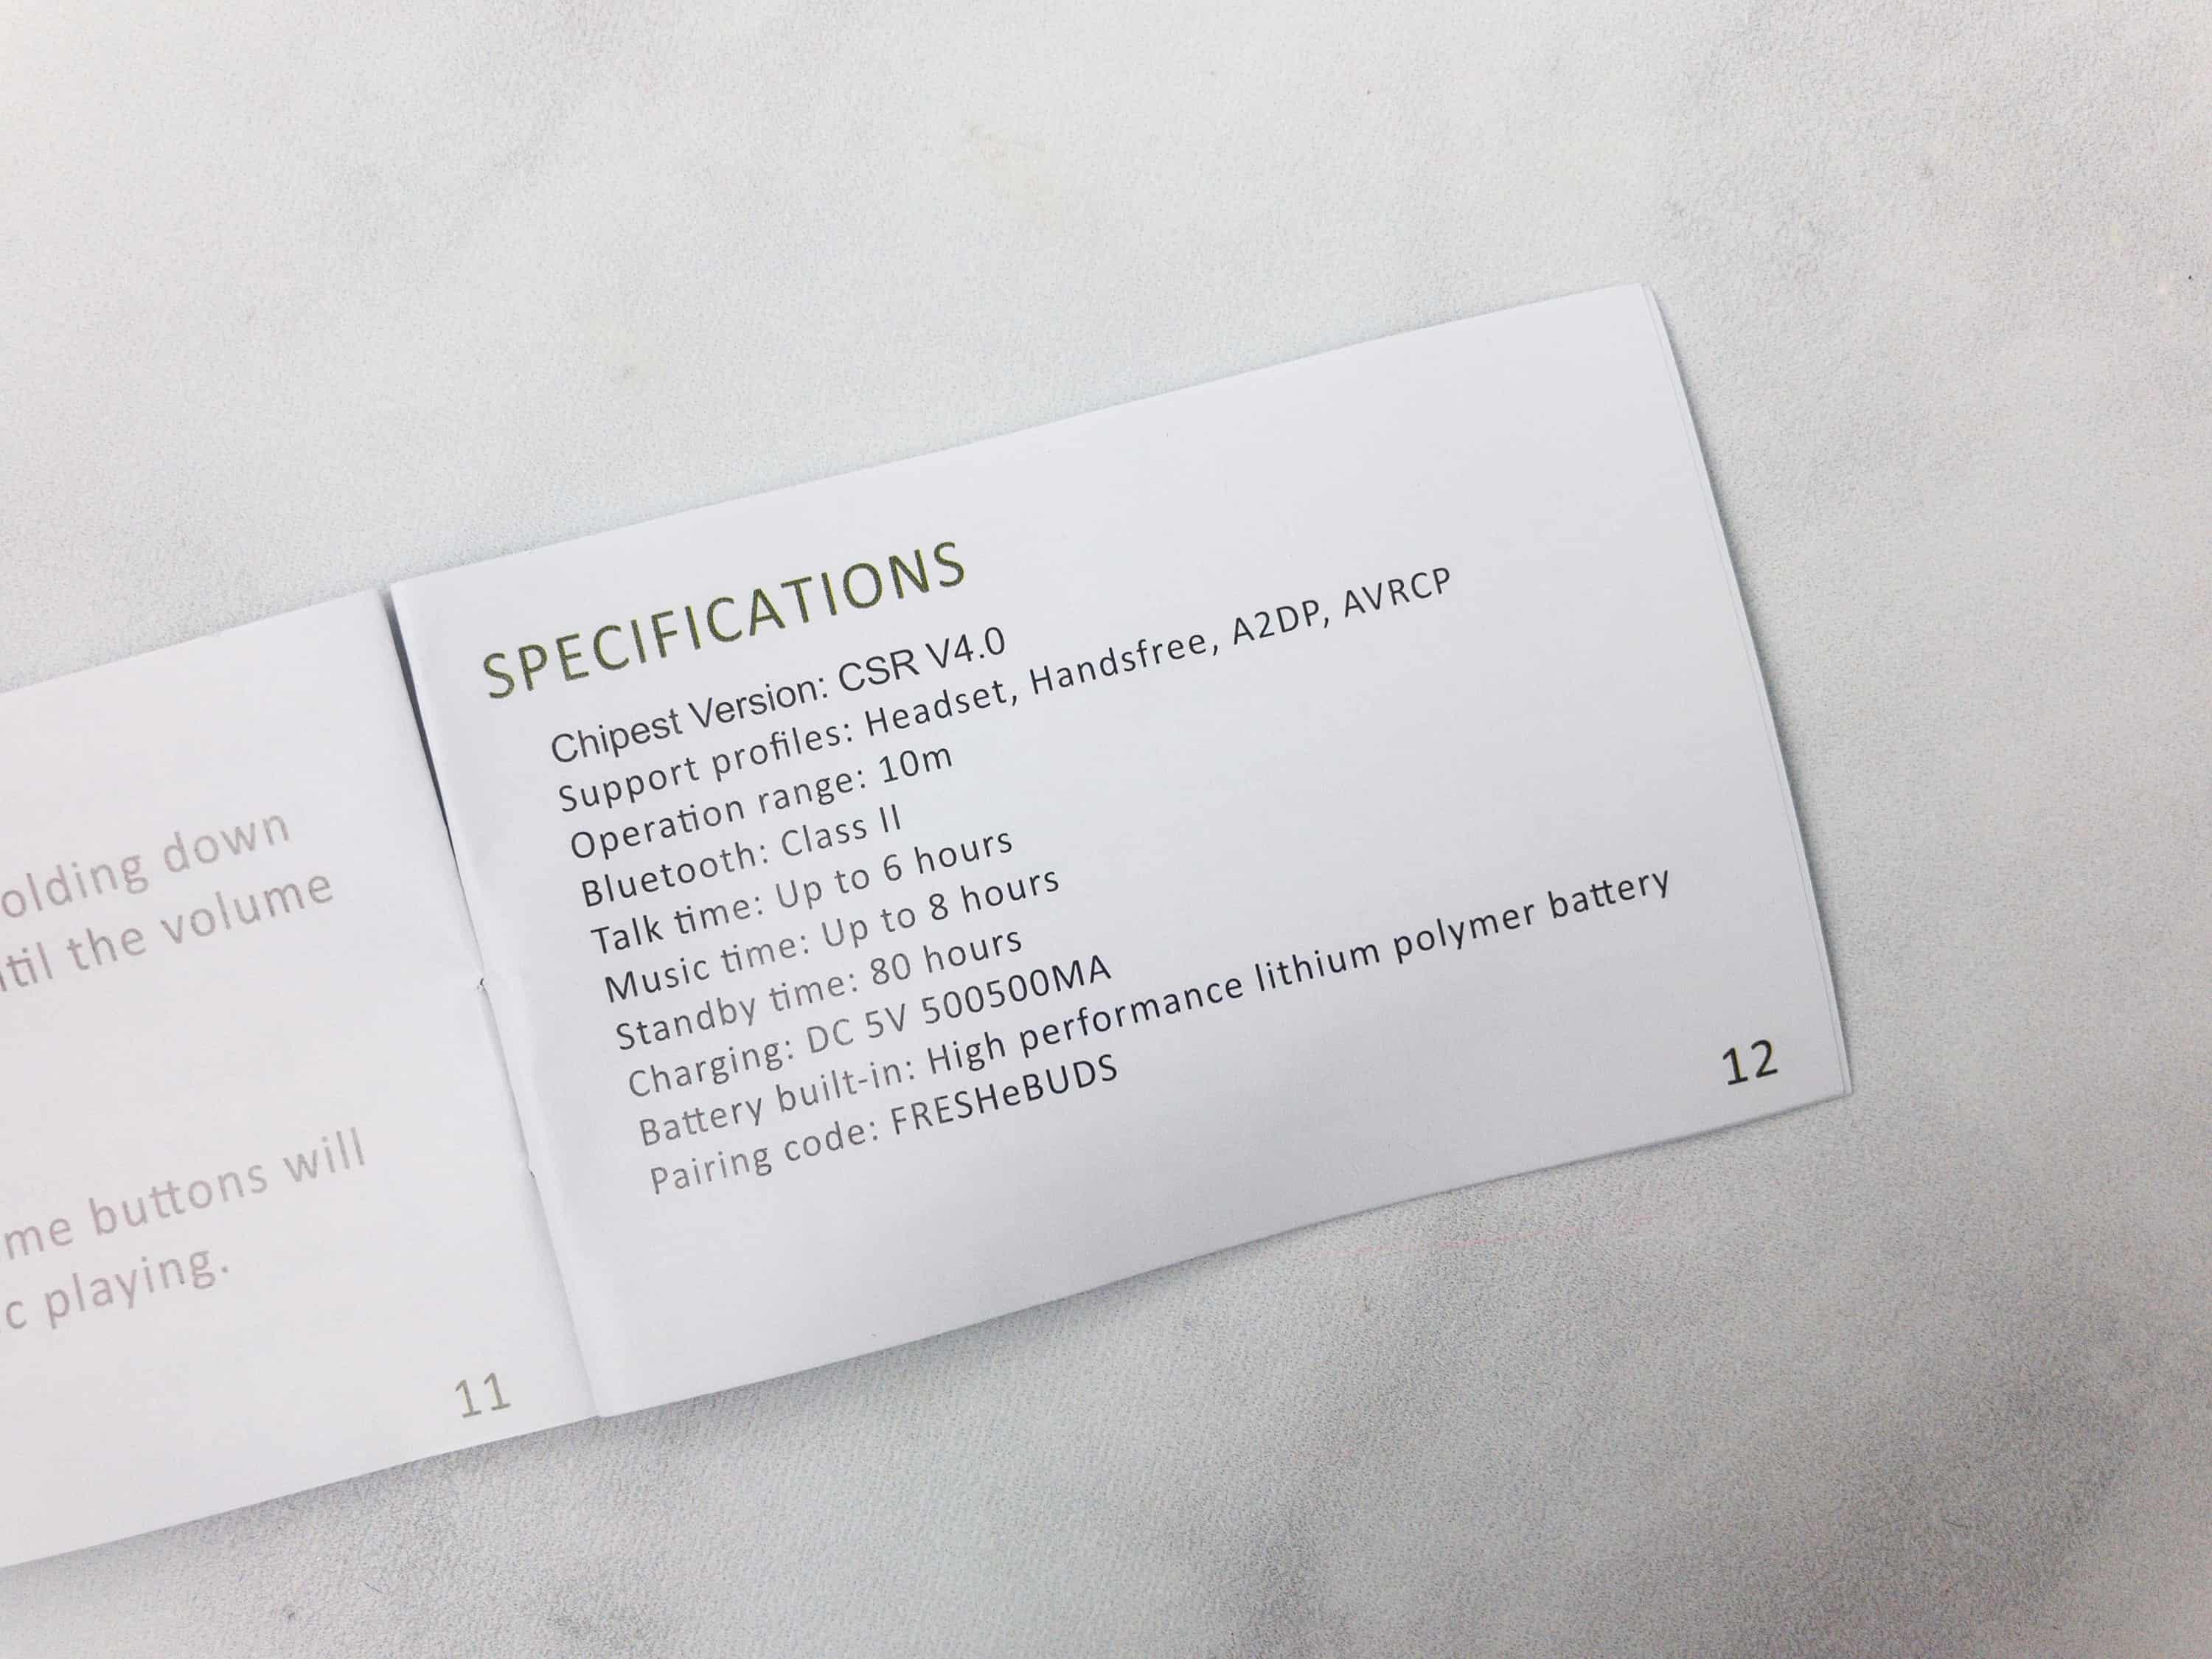 olding down
til the volume
me buttons will
c playing.
11
SPECIFICATIONS
Chipest Version: CSR V4.0
Support profiles: Headset, Handsfree, A2DP, AVRCP
Operation range: 10m
Bluetooth: Class II
Talk time: Up to 6 hours
Music time: Up to 8 hours
Standby time: 80 hours
Charging: DC 5V 500500MA
Battery built-in: High performance lithium polymer battery
Pairing code: FRESHeBUDS
12